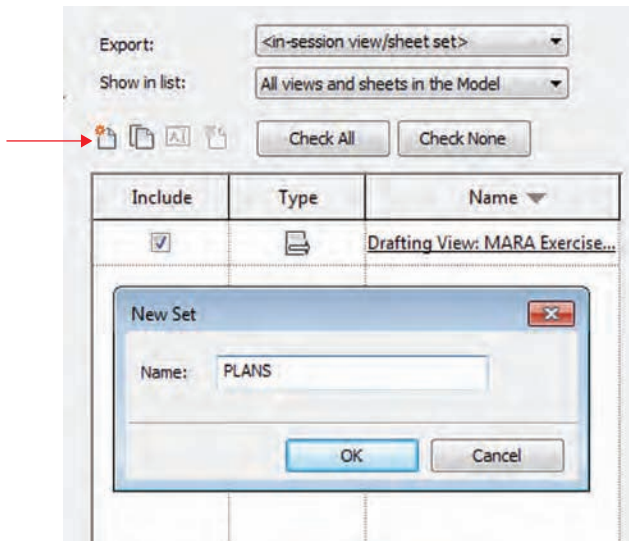 Export: <in-session view/sheet set>
Show in list: All views and sheets in the Model
AI Check All Check None
Include Type Name
Drafting View: MARA Exercise...
New Set
Name: PLANS
OK Cancel